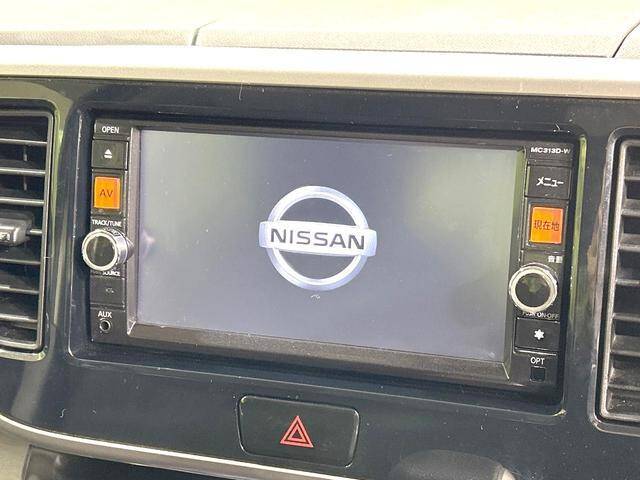 OPEN
MC313D-W
メニュー
AV
TRACK/TUNE
現在地
NISSAN
音量
PUSH SOURCE
PUSH ON-OFF
AUX
OPT